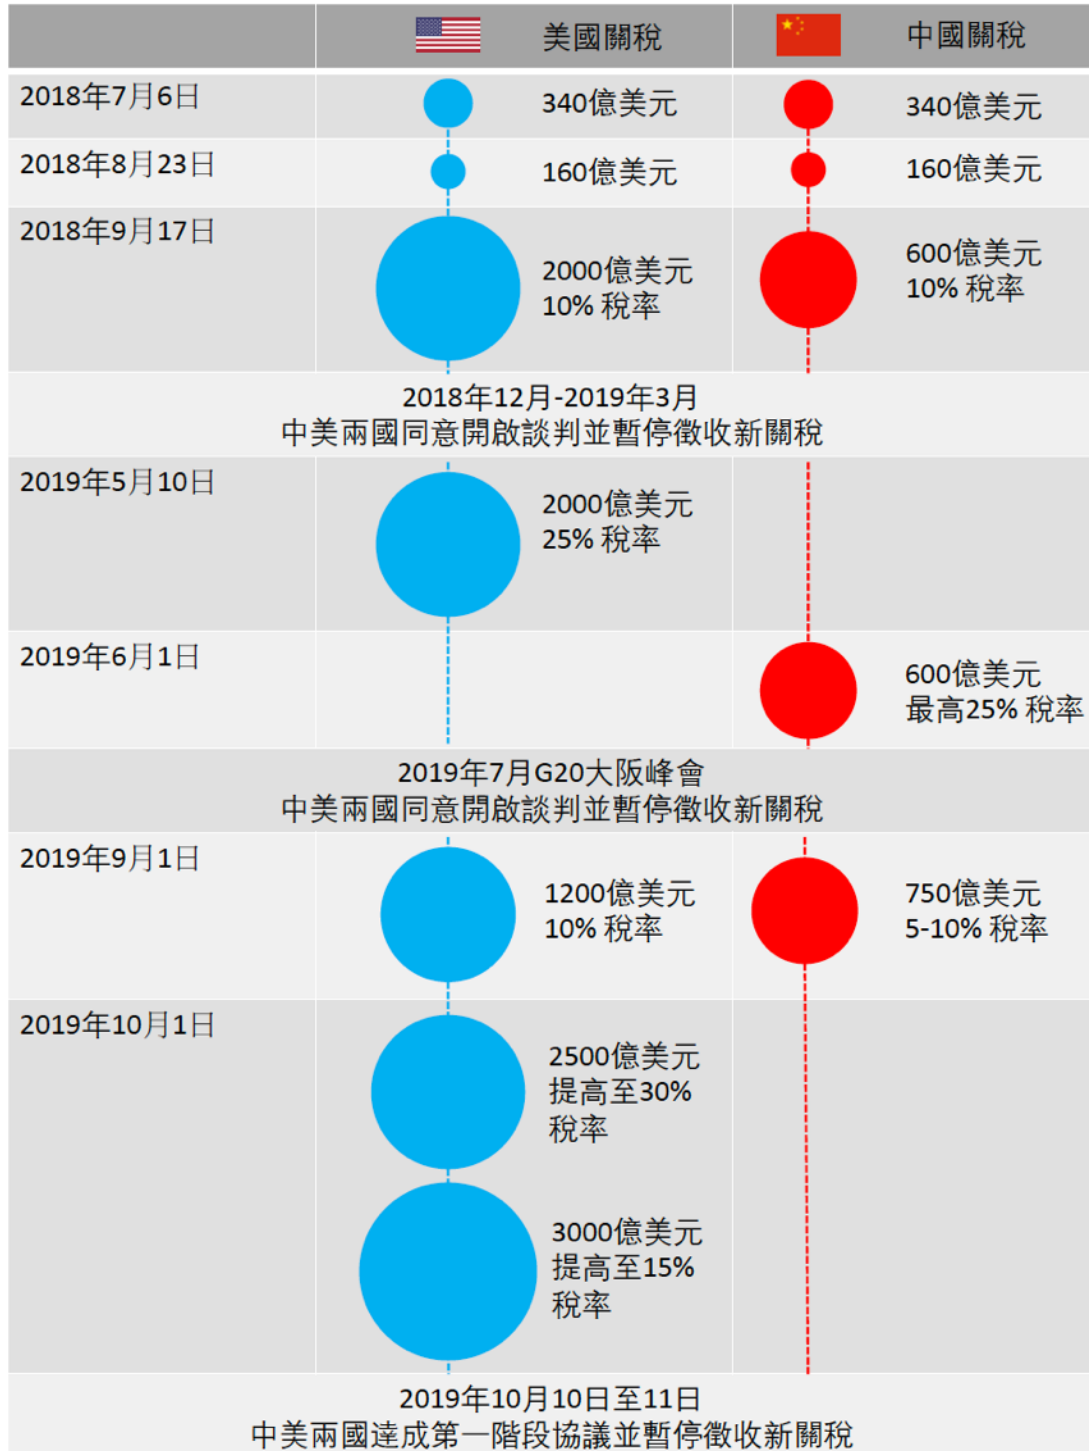 美國關稅
中國關稅
2018年7月6日
340億美元
340億美元
2018年8月23日
160億美元
160億美元
2018年9月17日
2000億美元
10% 稅率
600億美元
10% 稅率
2018年12月-2019年3月
中美兩國同意開啟談判並暫停徵收新關稅
2019年5月10日
2000億美元
25% 稅率
2019年6月1日
600億美元
最高25% 稅率
2019年7月G20大阪峰會
中美兩國同意開啟談判並暫停徵收新關稅
2019年9月1日
1200億美元
10% 稅率
750億美元
5-10% 稅率
2019年10月1日
2500億美元
提高至30%
稅率
3000億美元
提高至15%
稅率
2019年10月10日至11日
中美兩國達成第一階段協議並暫停徵收新關稅